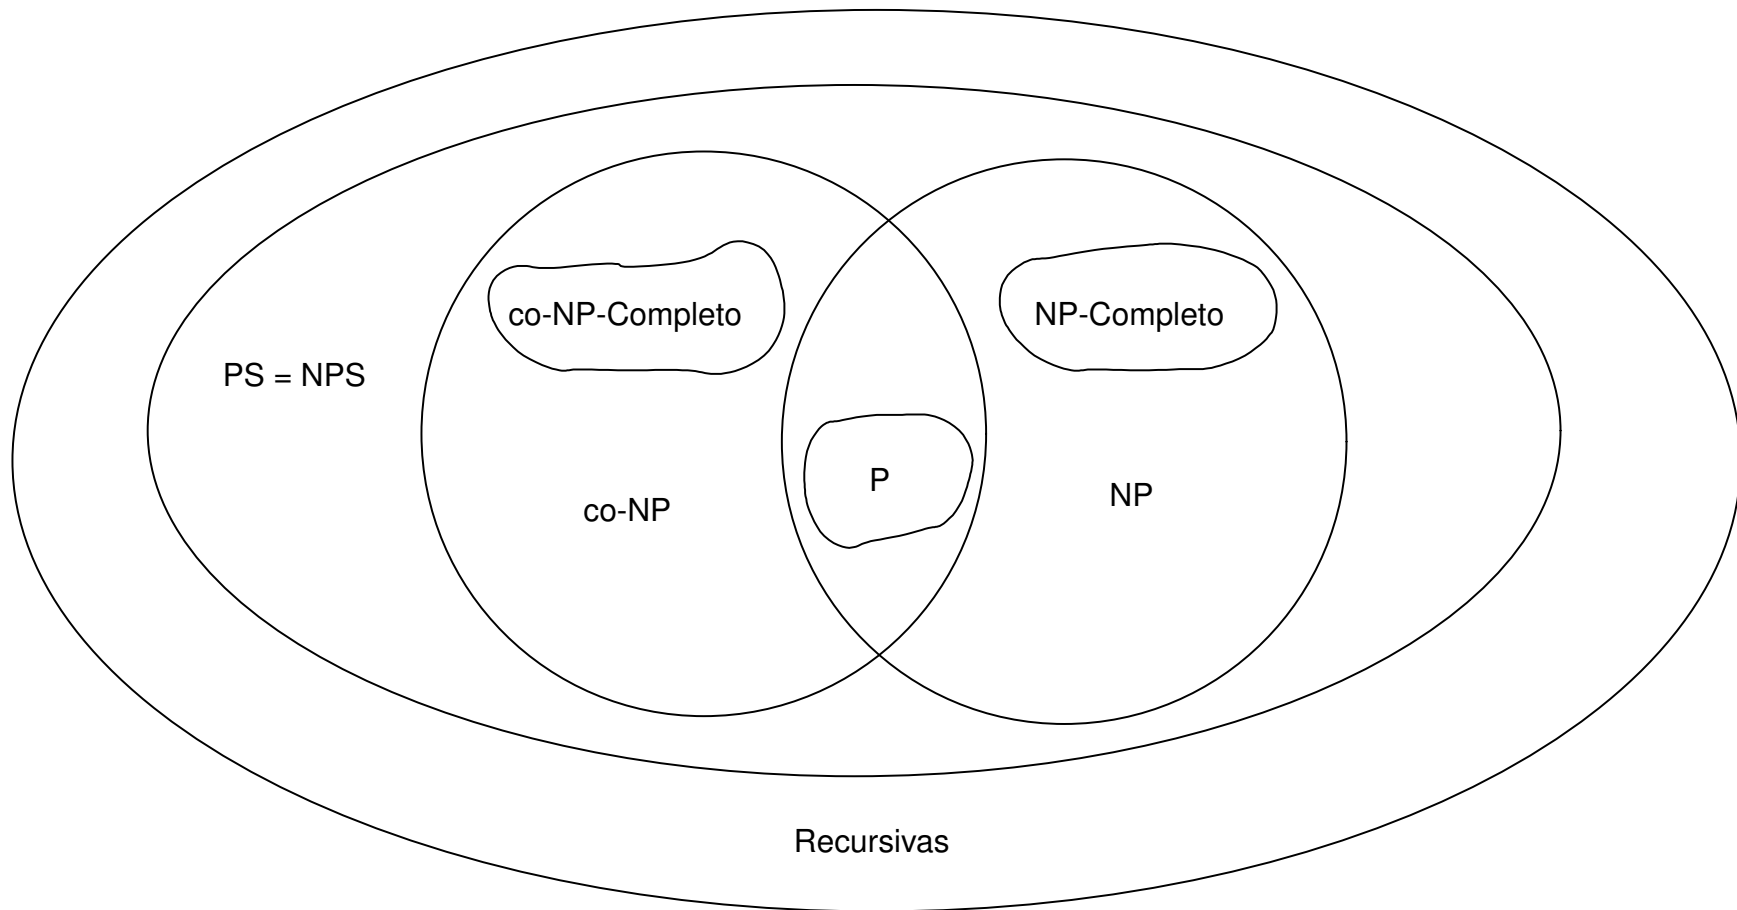 co-NP-Completo
NP-Completo
PS = NPS
P
co-NP
NP
Recursivas